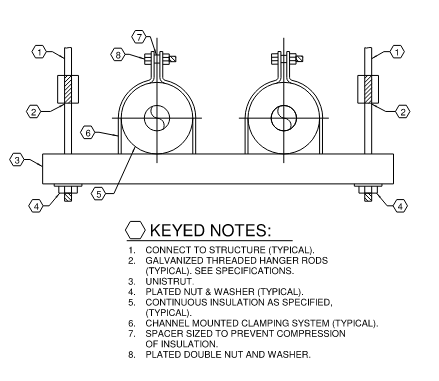 7
1
8
1
2
2
6
3
5
4
4
KEYED NOTES:
1. CONNECT TO STRUCTURE (TYPICAL).
2. GALVANIZED THREADED HANGER RODS
(TYPICAL). SEE SPECIFICATIONS.
3. UNISTRUT.
4. PLATED NUT & WASHER (TYPICAL).
5. CONTINUOUS INSULATION AS SPECIFIED,
(TYPICAL).
6. CHANNEL MOUNTED CLAMPING SYSTEM (TYPICAL).
7. SPACER SIZED TO PREVENT COMPRESSION
OF INSULATION.
8. PLATED DOUBLE NUT AND WASHER.